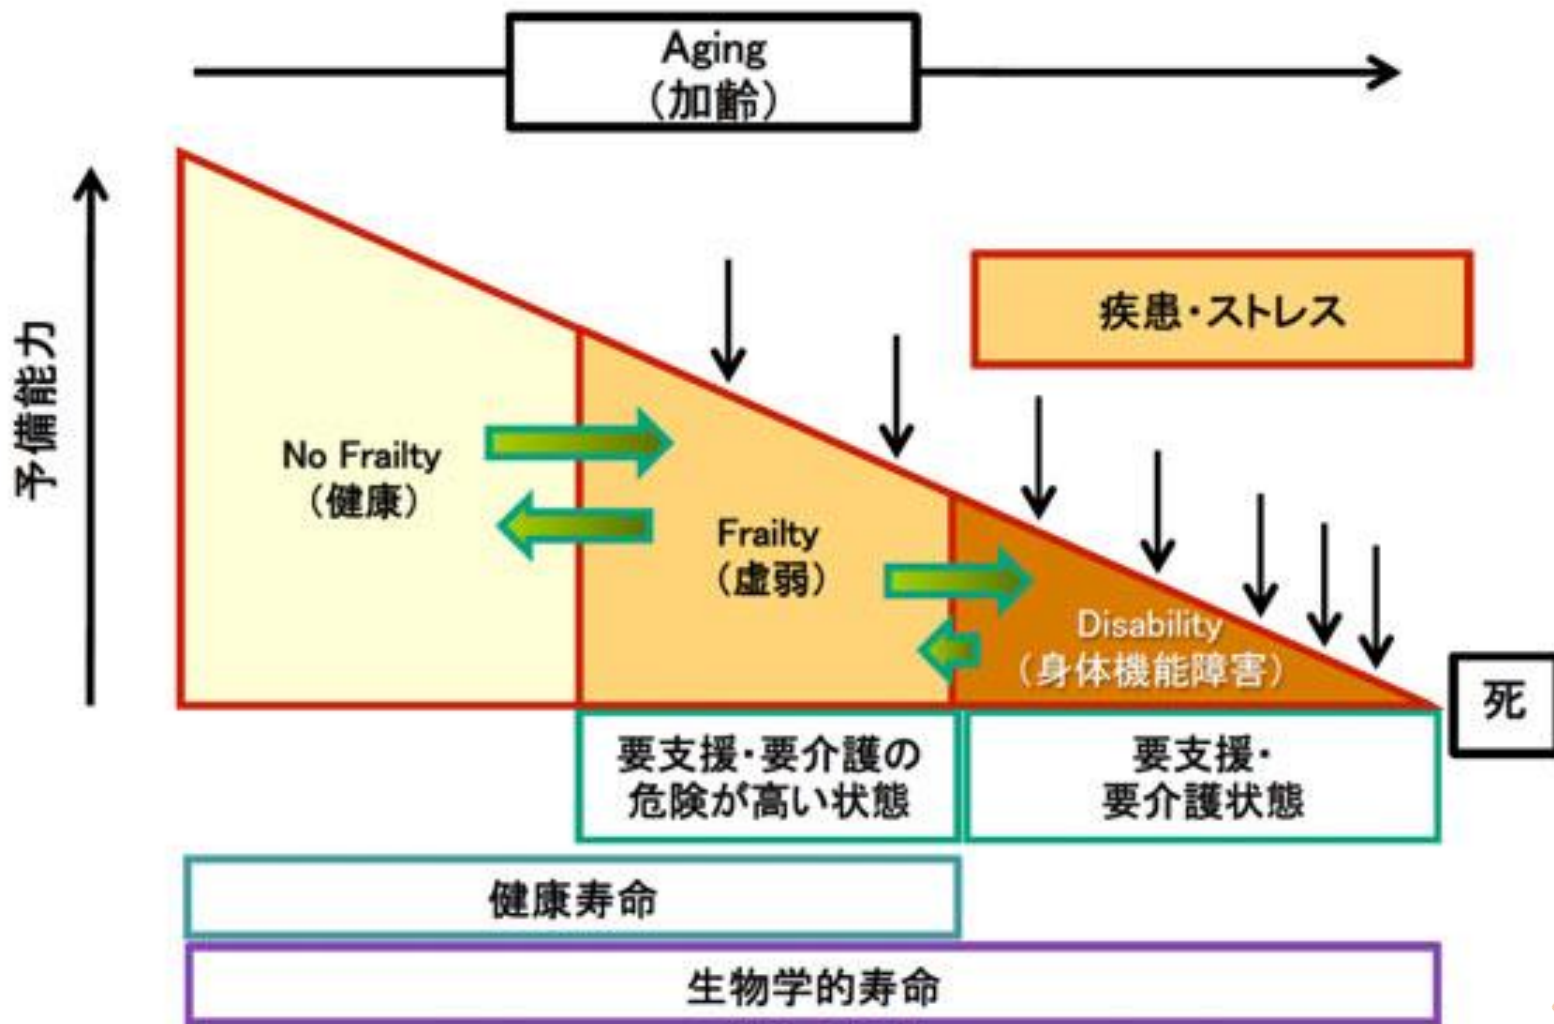 Aging
（加齢）
予備能力
疾患・ストレス
No Frailty
（健康）
Frailty
（虚弱）
Disability
（身体機能障害）
死
要支援・要介護の
危険が高い状態
要支援・
要介護状態
健康寿命
生物学的寿命